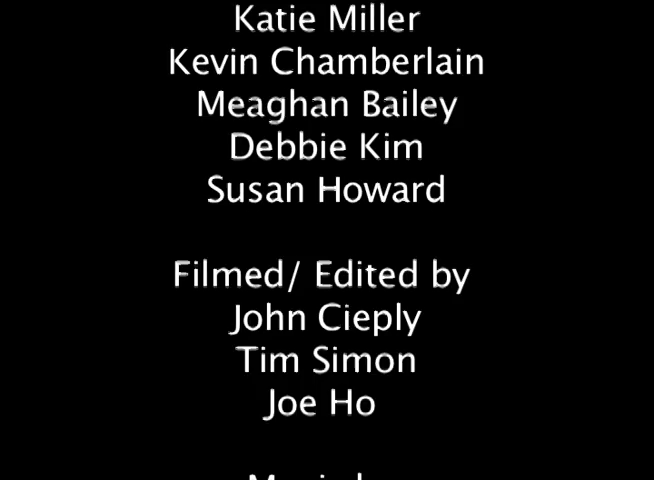 Katie Miller
Kevin Chamberlain
Meaghan Bailey
Debbie Kim
Susan Howard
Filmed/ Edited by
John Cieply
Tim Simon
Joe Ho